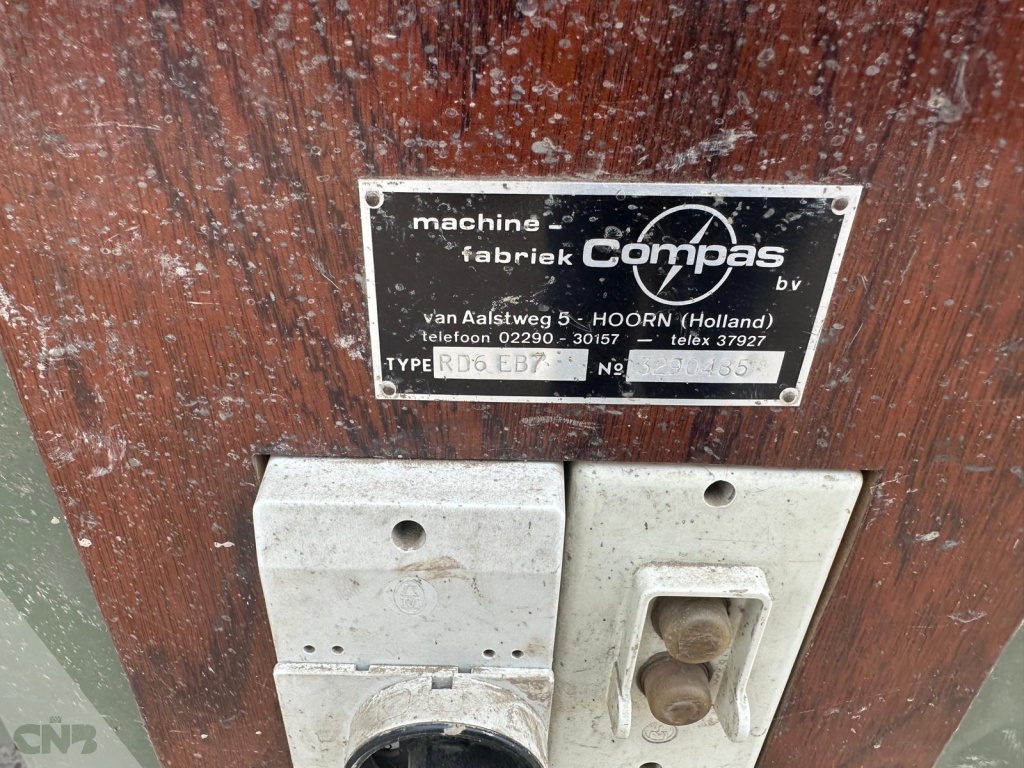 machine-
fabriek Compas
bv
van Aalstweg 5 - HOORN (Holland)
telefoon 02290 - 30157 — telex 37927
TYPE RD6 EB7 Nº 3290485
CNB